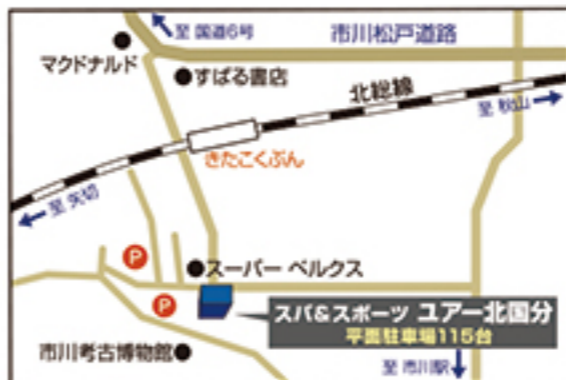 至 国道6号
市川松戸道路
マクドナルド
すばる書店
北総線
至 秋山
きたこくぶん
至 矢切
P
スーパー ベルクス
P
スパ&スポーツ ユアー北国分
平面駐車場115台
市川考古博物館
至 市川駅